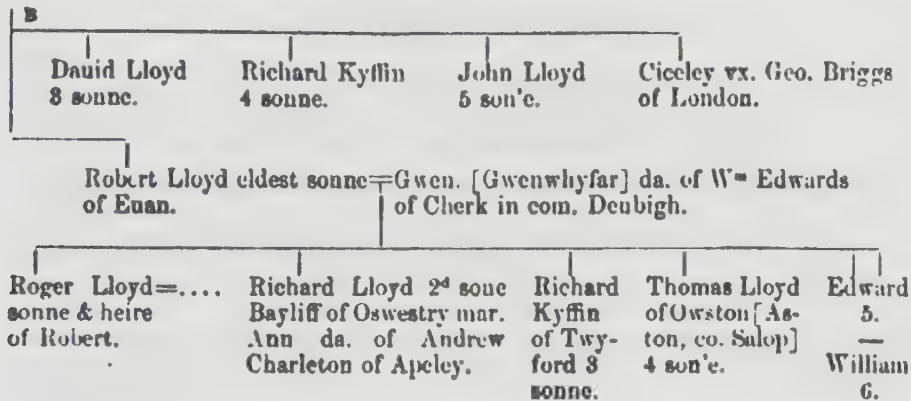 B
Dauid Lloyd
3 sonne.
Richard Kyffin
4 sonne.
John Lloyd
5 son'e.
Ciceley vx. Geo. Briggs
of London.
Robert Lloyd eldest sonne=Gwen. [Gwenwhyfar] da. of Wm Edwards
of Euan.
of Cherk in com. Denbigh.
Roger Lloyd=....
sonne & heire
of Robert.
Richard Lloyd 2d sone
Bayliff of Oswestry mar.
Ann da. of Andrew
Charleton of Apeley.
Richard
Kyffin
of Twy-
ford 3
sonne.
Thomas Lloyd
of Owston [As-
ton, co. Salop]
4 son'e.
Edward
5.
—
William
6.